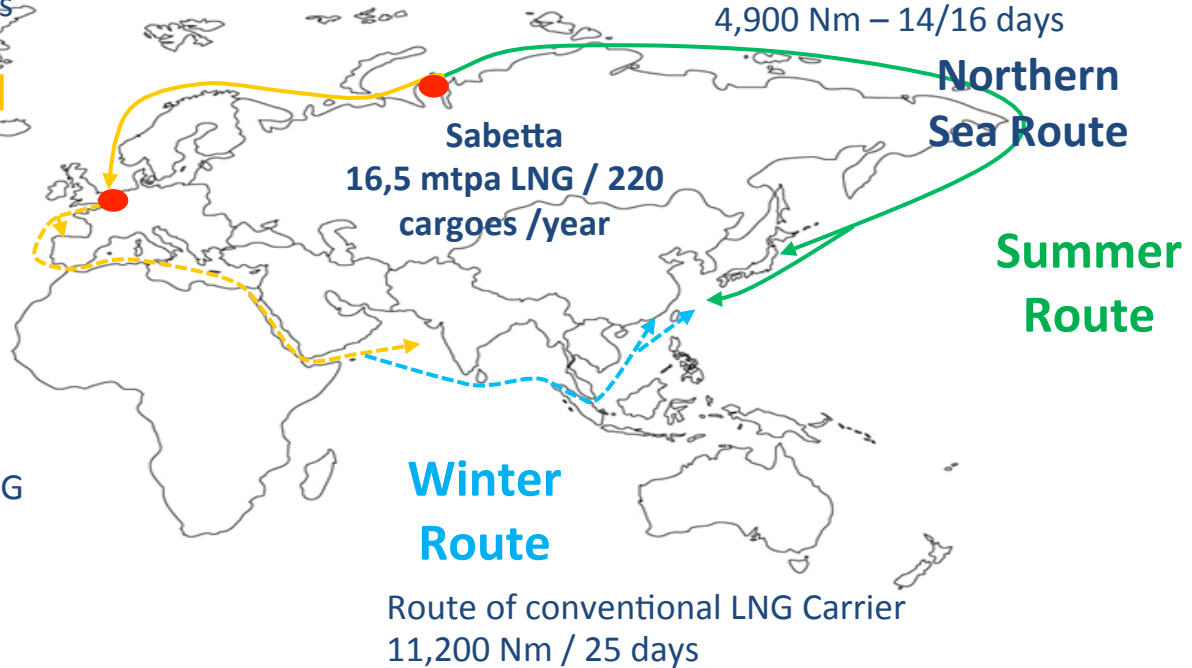 s
4,900 Nm – 14/16 days
Northern
Sea Route
Sabetta
16,5 mtpa LNG / 220
cargoes /year
Summer
Route
G
Winter
Route
Route of conventional LNG Carrier
11,200 Nm / 25 days